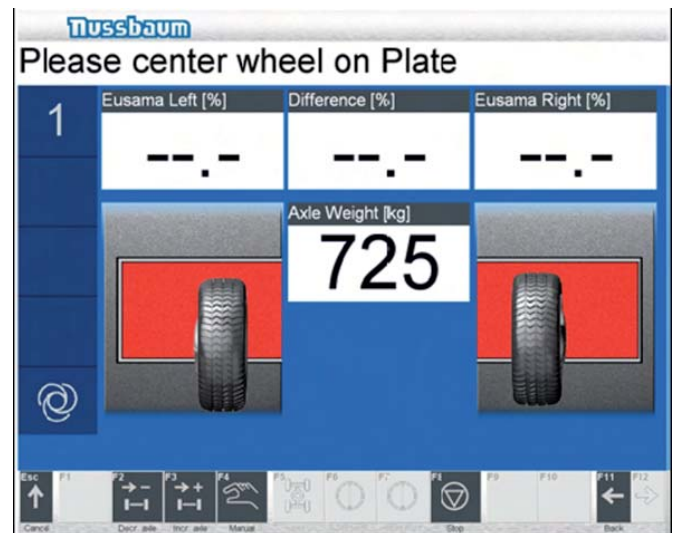 Nussbaum
Please center wheel on Plate
1
Eusama Left [%]
Difference [%]
Eusama Right [%]
--.-
--.-
--.-
Axle Weight [kg]
725
Esc F1 F2 F3 F4 F5 F6 F7 F8 F9 F10 F11 F12
Cancel Decr. axle Incr. axle Manual Stop Back